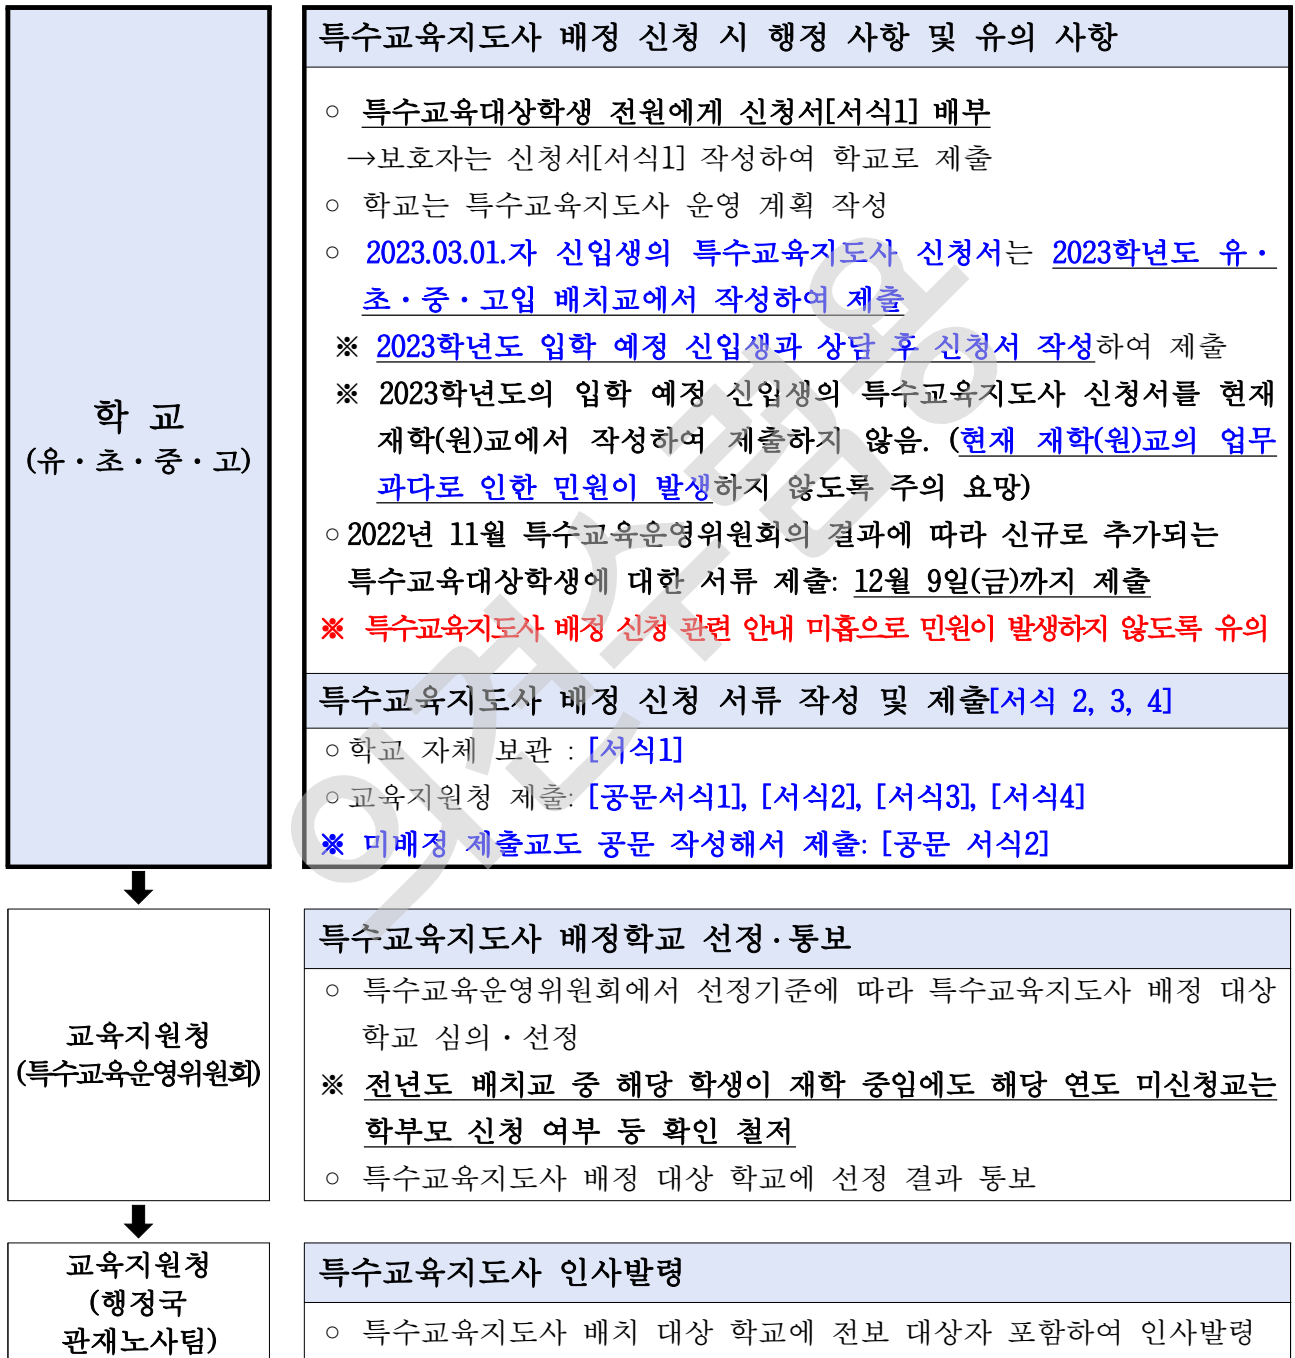 학 교
(유·초·중·고)
특수교육지도사 배정 신청 시 행정 사항 및 유의 사항
○ 특수교육대상학생 전원에게 신청서[서식1] 배부
→보호자는 신청서[서식1] 작성하여 학교로 제출
○ 학교는 특수교육지도사 운영 계획 작성
○ 2023.03.01.자 신입생의 특수교육지도사 신청서는 2023학년도 유·
초·중·고입 배치교에서 작성하여 제출
※ 2023학년도 입학 예정 신입생과 상담 후 신청서 작성하여 제출
※ 2023학년도의 입학 예정 신입생의 특수교육지도사 신청서를 현재
재학(원)교에서 작성하여 제출하지 않음. (현재 재학(원)교의 업무
과다로 인한 민원이 발생하지 않도록 주의 요망)
○2022년 11월 특수교육운영위원회의 결과에 따라 신규로 추가되는
특수교육대상학생에 대한 서류 제출: 12월 9일(금)까지 제출
※ 특수교육지도사 배정 신청 관련 안내 미흡으로 민원이 발생하지 않도록 유의
특수교육지도사 배정 신청 서류 작성 및 제출[서식 2, 3, 4]
○학교 자체 보관 : [서식1]
○교육지원청 제출: [공문서식1], [서식2], [서식3], [서식4]
※ 미배정 제출교도 공문 작성해서 제출: [공문 서식2]
교육지원청
(특수교육운영위원회)
특수교육지도사 배정학교 선정·통보
○ 특수교육운영위원회에서 선정기준에 따라 특수교육지도사 배정 대상
학교 심의·선정
※ 전년도 배치교 중 해당 학생이 재학 중임에도 해당 연도 미신청교는
학부모 신청 여부 등 확인 철저
○ 특수교육지도사 배정 대상 학교에 선정 결과 통보
교육지원청
(행정국
관재노사팀)
특수교육지도사 인사발령
○ 특수교육지도사 배치 대상 학교에 전보 대상자 포함하여 인사발령